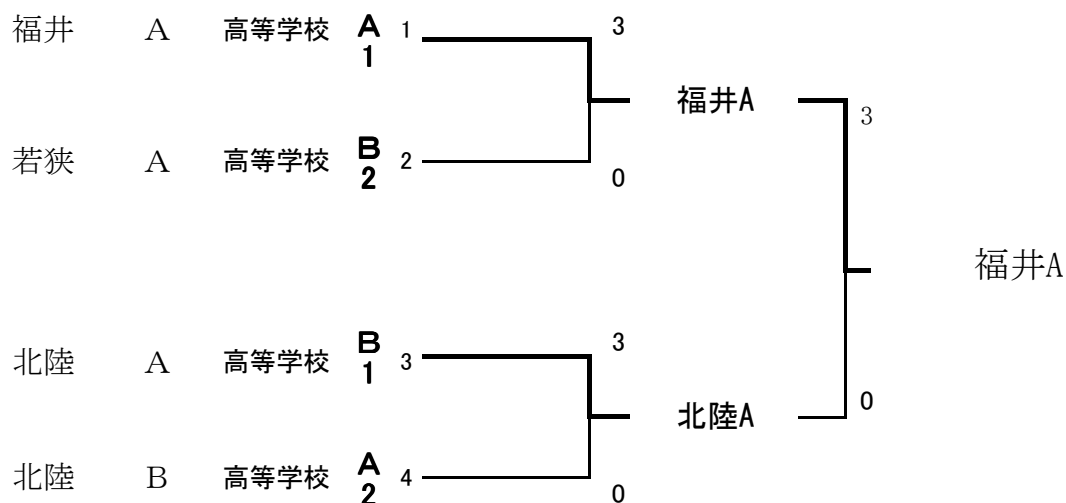 福井 A 高等学校 A1 1 3
福井A 3
若狭 A 高等学校 B2 2 0
福井A
北陸 A 高等学校 B1 3 3
北陸A 0
北陸 B 高等学校 A2 4 0